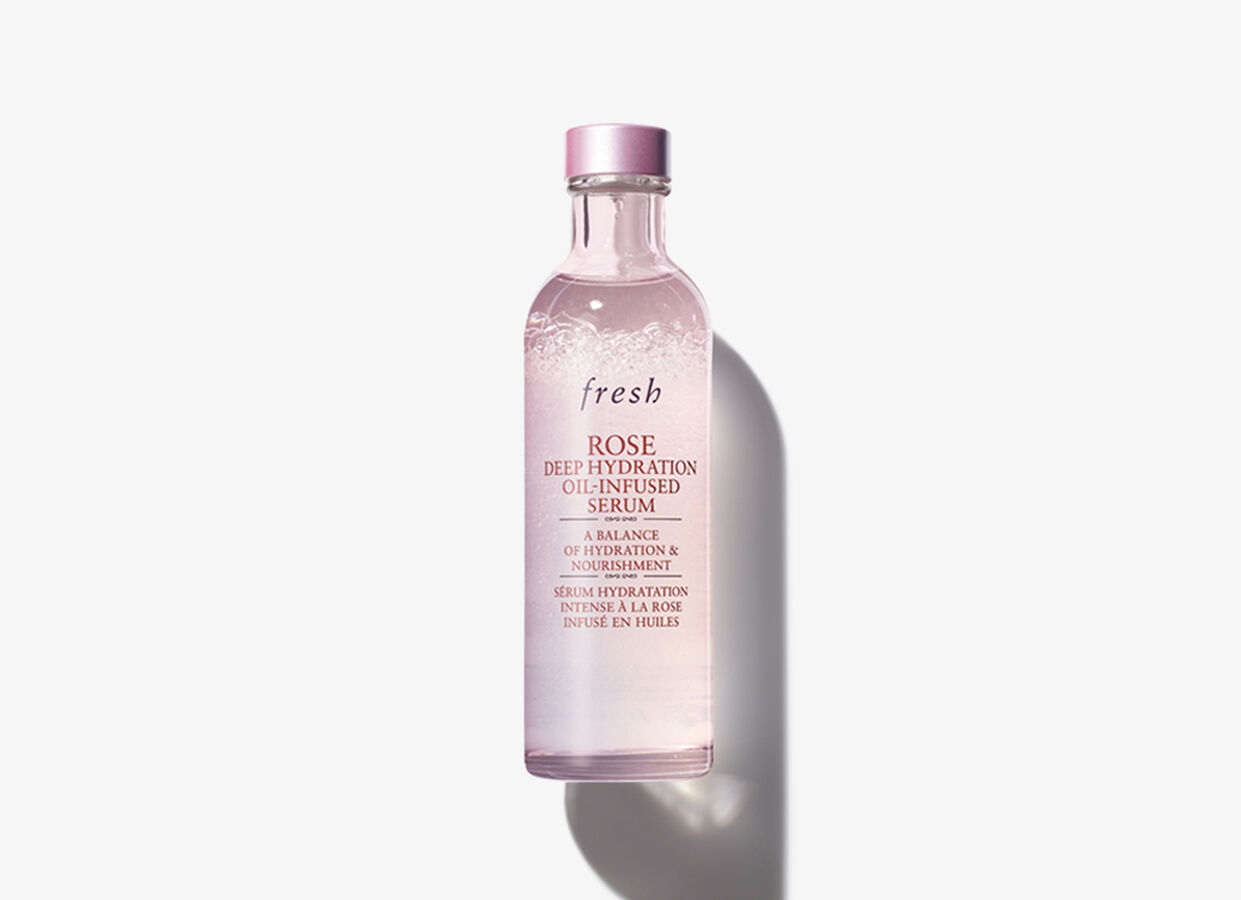 fresh
ROSE
DEEP HYDRATION
OIL-INFUSED
SERUM
A BALANCE
OF HYDRATION &
NOURISHMENT
SÉRUM HYDRATATION
INTENSE À LA ROSE
INFUSÉ EN HUILES